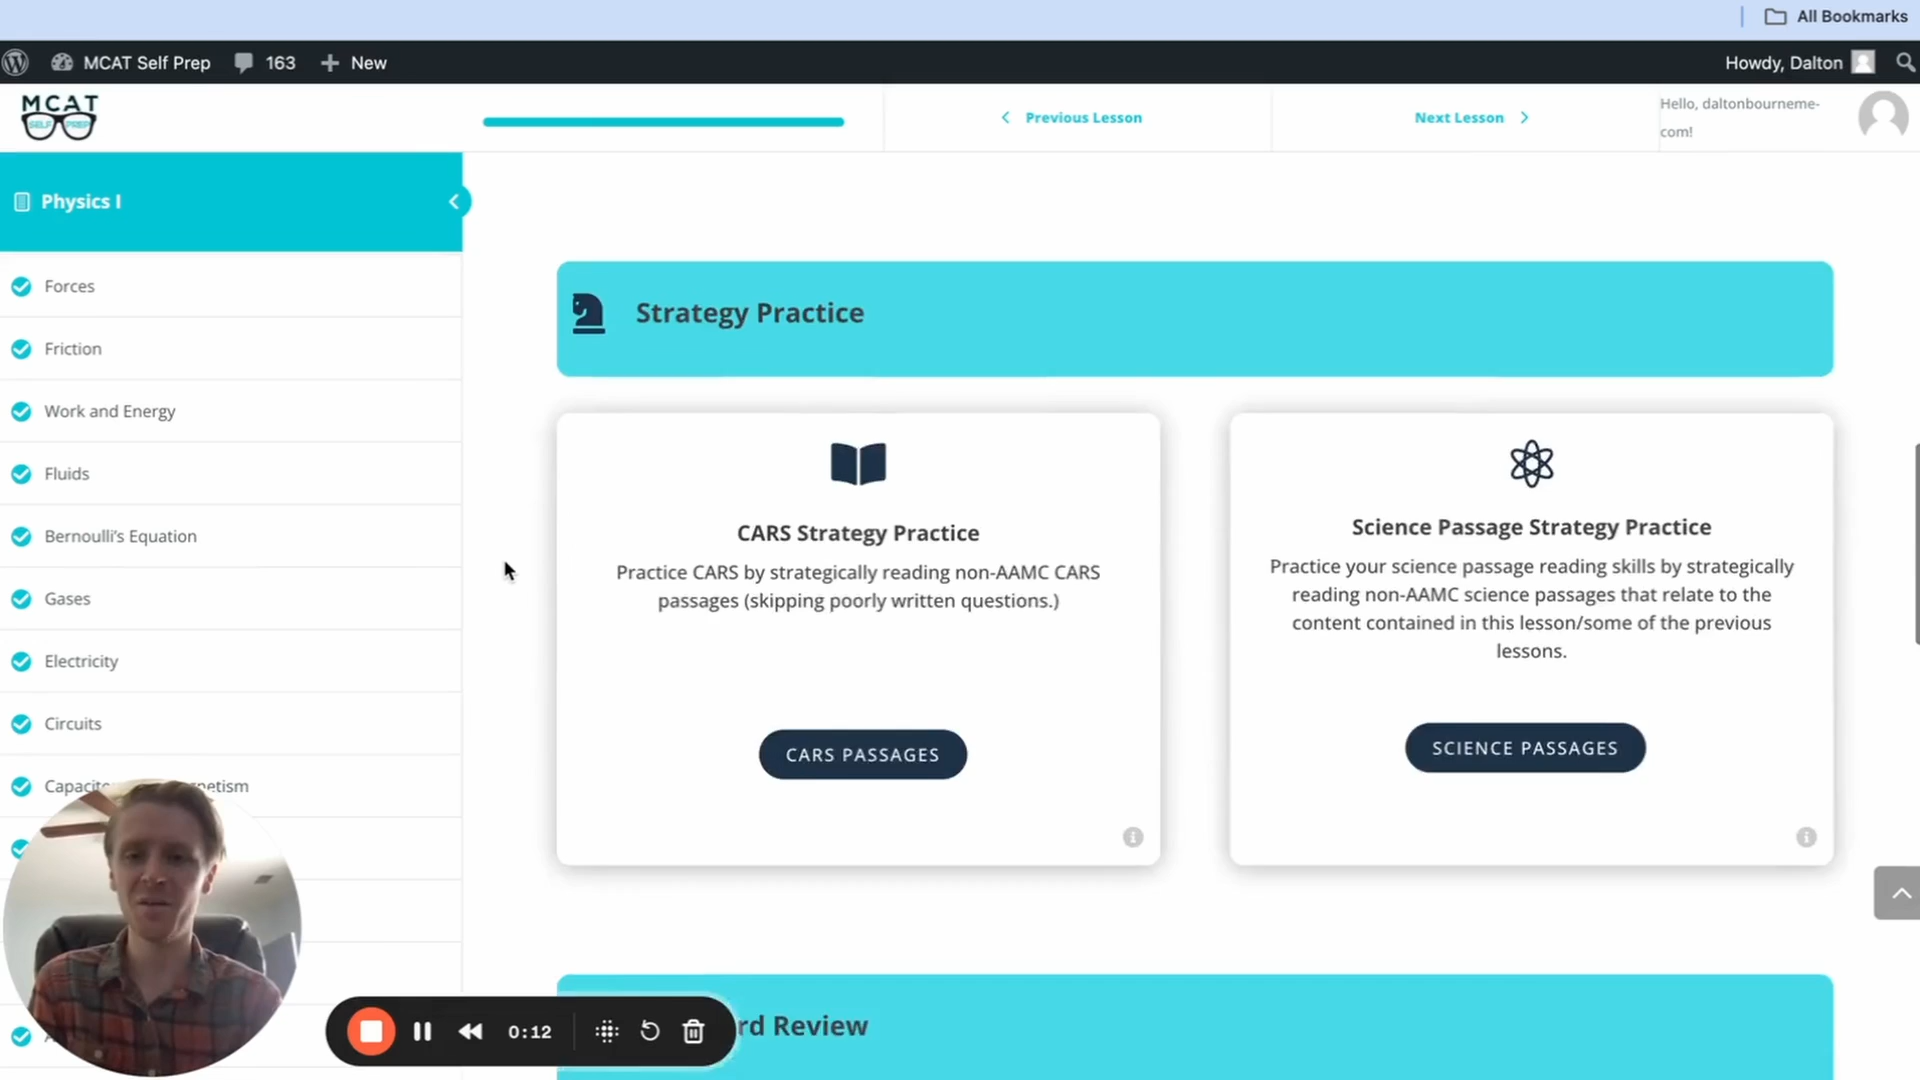 All Bookmarks
MCAT Self Prep 163 New Howdy, Dalton
MCAT
SELF PREP
Previous Lesson
Next Lesson
Hello, daltonbourneme-
com!
Physics I
Forces
Friction
Work and Energy
Fluids
Bernoulli's Equation
Gases
Electricity
Circuits
Strategy Practice
CARS Strategy Practice
Practice CARS by strategically reading non-AAMC CARS
passages (skipping poorly written questions.)
CARS PASSAGES
Science Passage Strategy Practice
Practice your science passage reading skills by strategically
reading non-AAMC science passages that relate to the
content contained in this lesson/some of the previous
lessons.
SCIENCE PASSAGES
0:12
rd Review